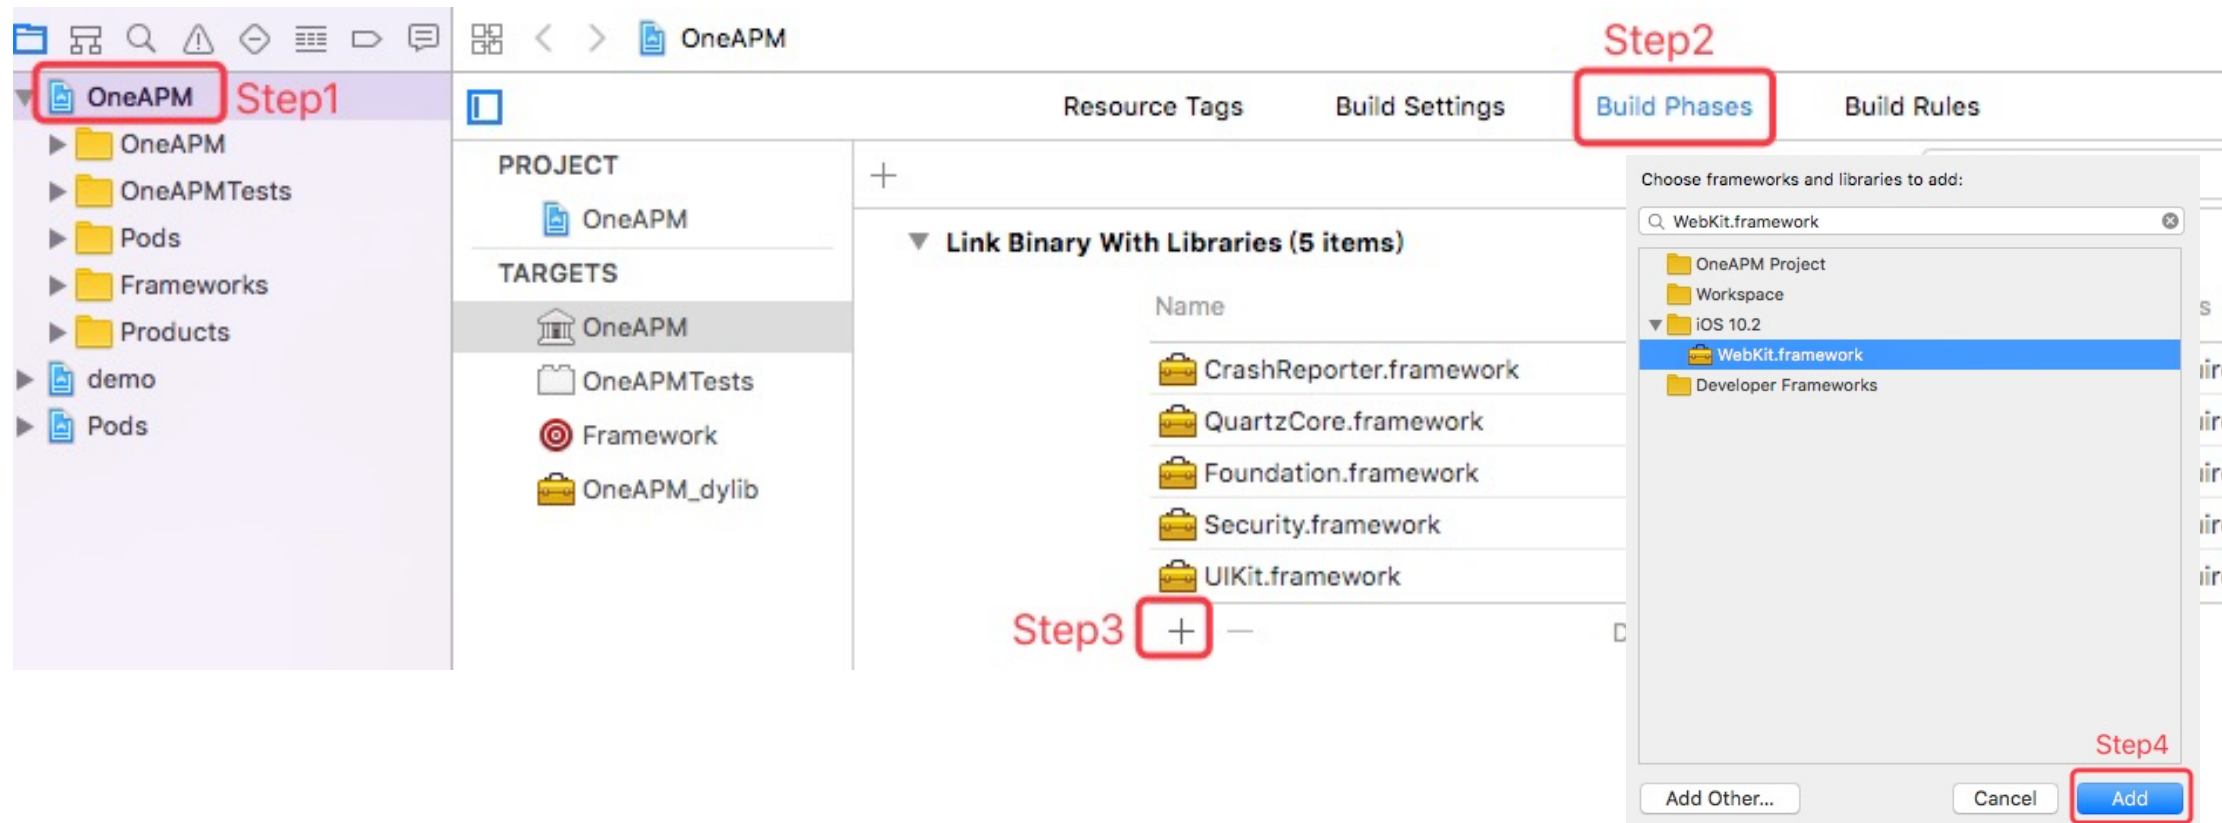 OneAPM
Step2
OneAPM Step1
Resource Tags Build Settings Build Phases Build Rules
OneAPM
OneAPMTests
Pods
Frameworks
Products
demo
Pods
PROJECT
OneAPM
TARGETS
OneAPM
OneAPMTests
Framework
OneAPM_dylib
Link Binary With Libraries (5 items)
Name
CrashReporter.framework
QuartzCore.framework
Foundation.framework
Security.framework
UIKit.framework
Step3
Choose frameworks and libraries to add:
WebKit.framework
OneAPM Project
Workspace
iOS 10.2
WebKit.framework
Developer Frameworks
Step4
Add Other... Cancel Add